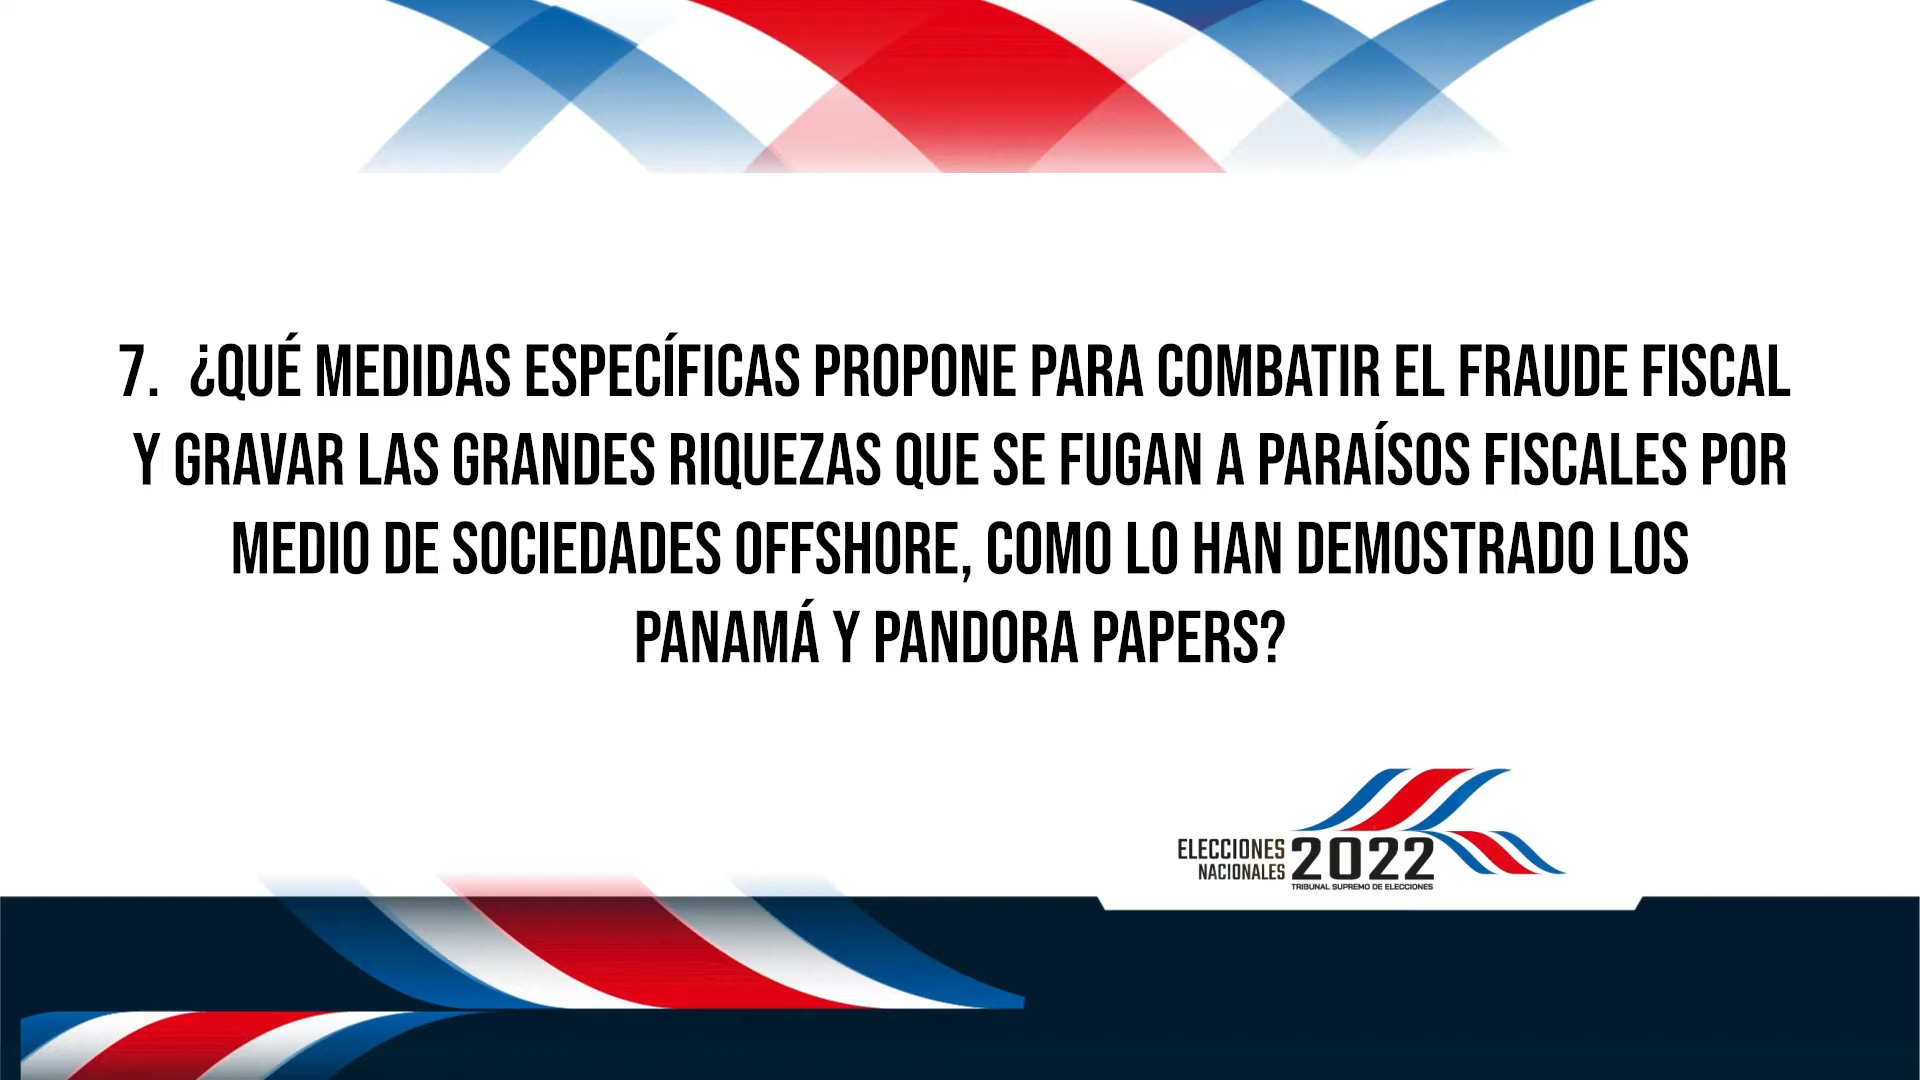 7. ¿QUÉ MEDIDAS ESPECÍFICAS PROPONE PARA COMBATIR EL FRAUDE FISCAL
Y GRAVAR LAS GRANDES RIQUEZAS QUE SE FUGAN A PARAÍSOS FISCALES POR
MEDIO DE SOCIEDADES OFFSHORE, COMO LO HAN DEMOSTRADO LOS
PANAMÁ Y PANDORA PAPERS?
ELECCIONES
NACIONALES
2022
TRIBUNAL SUPREMO DE ELECCIONES